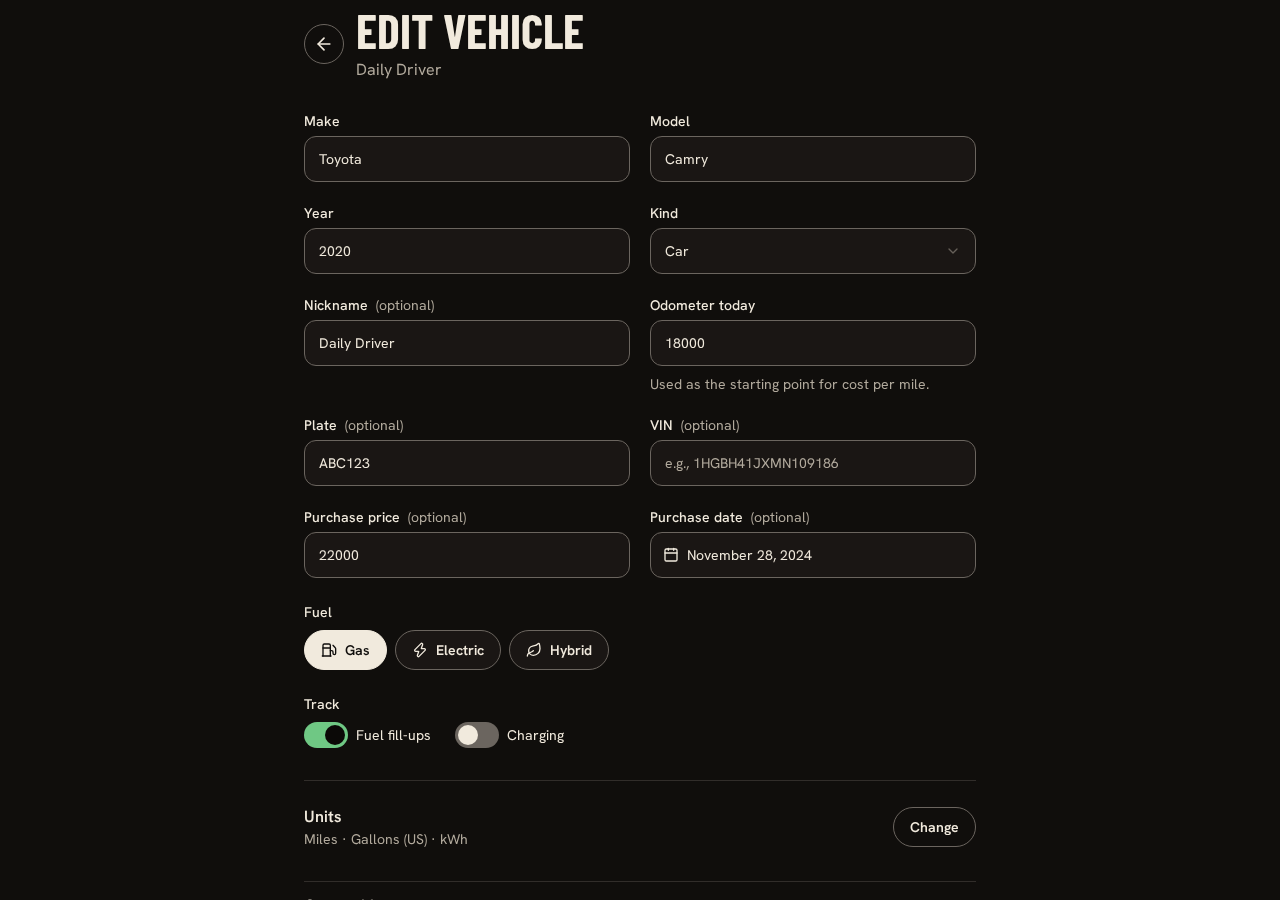 EDIT VEHICLE
Daily Driver
Make
Model
Toyota
Camry
Year
Kind
2020
Car
Nickname (optional)
Odometer today
Daily Driver
18000
Used as the starting point for cost per mile.
Plate (optional)
VIN (optional)
ABC123
e.g., 1HGBH41JXMN109186
Purchase price (optional)
Purchase date (optional)
22000
November 28, 2024
Fuel
Gas
Electric
Hybrid
Track
Fuel fill-ups
Charging
Units
Miles · Gallons (US) · kWh
Change